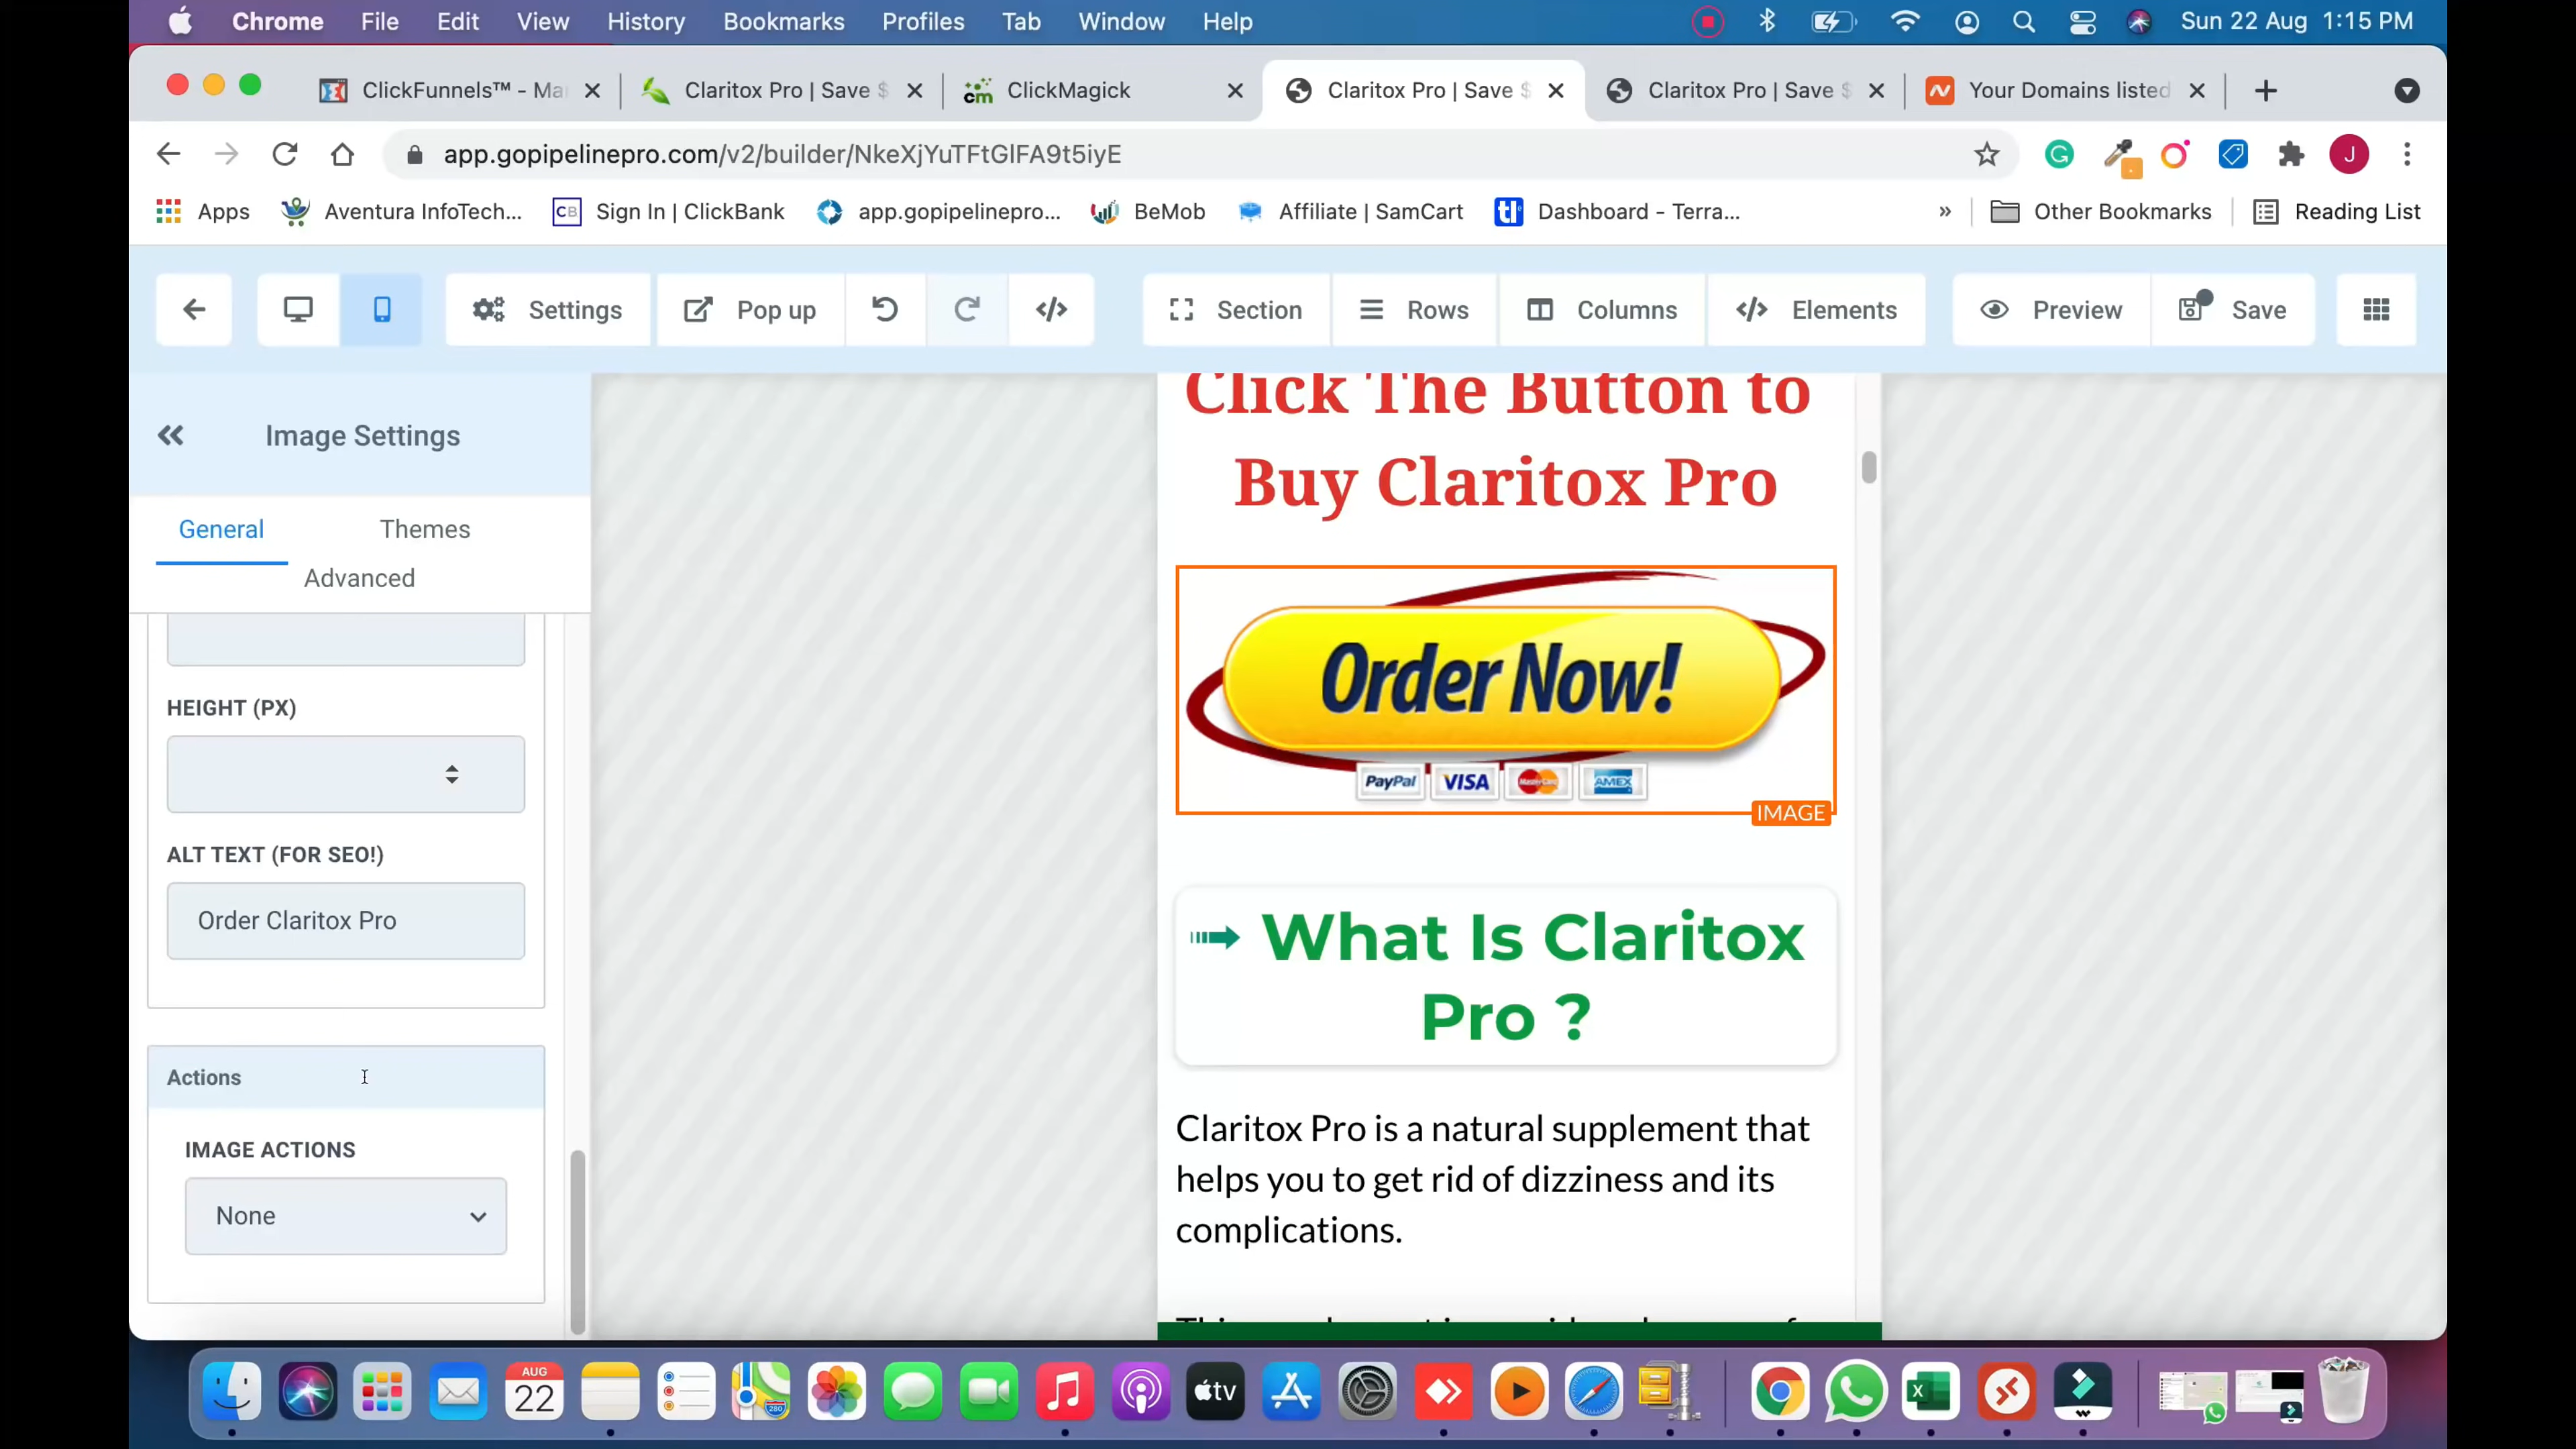 Chrome File Edit View History Bookmarks Profiles Tab Window Help Sun 22 Aug 1:15 PM
ClickFunnels™ - Ma Claritox Pro | Save $ ClickMagick Claritox Pro | Save $ Claritox Pro | Save $ Your Domains listed
app.gopipelinepro.com/v2/builder/NkeXjYuTFtGlFA9t5iyE J
Apps Aventura InfoTech... CB Sign In | ClickBank app.gopipelinepro... BeMob Affiliate | SamCart tl Dashboard - Terra... » Other Bookmarks Reading List
Settings Pop up Section Rows Columns Elements Preview Save
Image Settings
General Themes
Advanced
HEIGHT (PX)
ALT TEXT (FOR SEO!)
Order Claritox Pro
Actions
IMAGE ACTIONS
None
Click The Button to
Buy Claritox Pro
Order Now!
PayPal VISA MasterCard AMEX
IMAGE
What Is Claritox
Pro ?
Claritox Pro is a natural supplement that
helps you to get rid of dizziness and its
complications.
AUG
22
280
tv